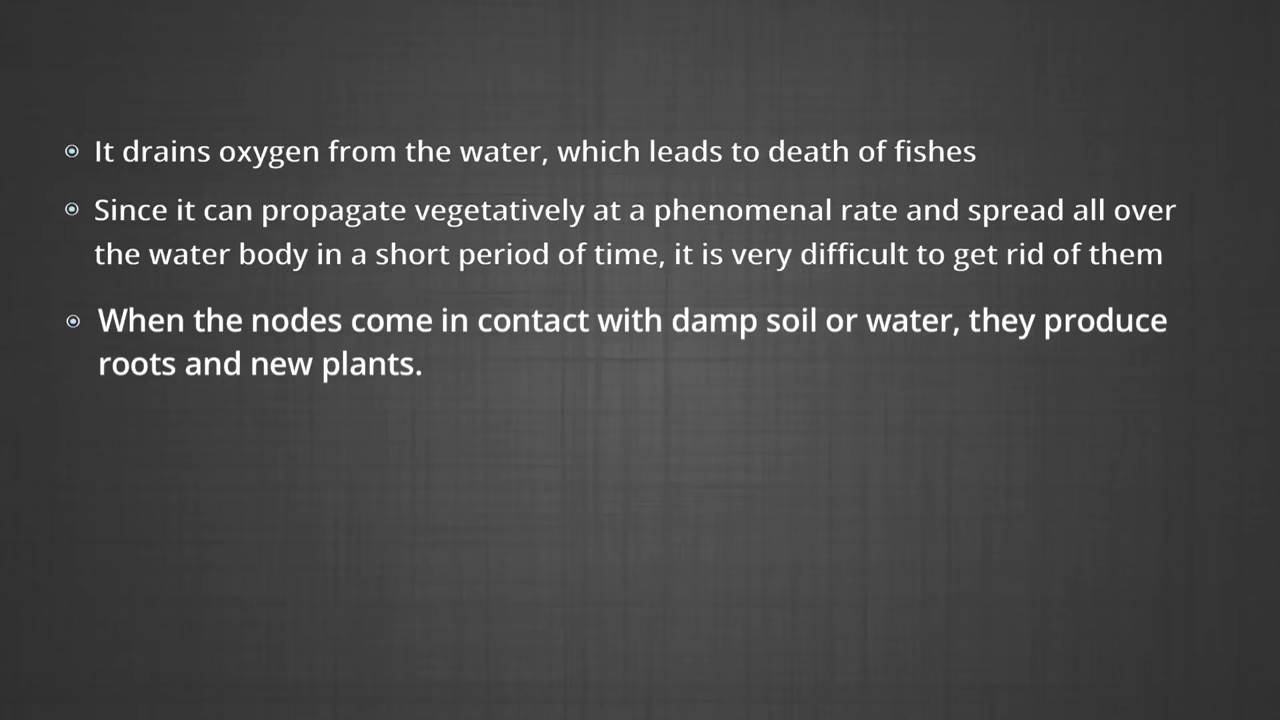 It drains oxygen from the water, which leads to death of fishes
Since it can propagate vegetatively at a phenomenal rate and spread all over
the water body in a short period of time, it is very difficult to get rid of them
When the nodes come in contact with damp soil or water, they produce
roots and new plants.